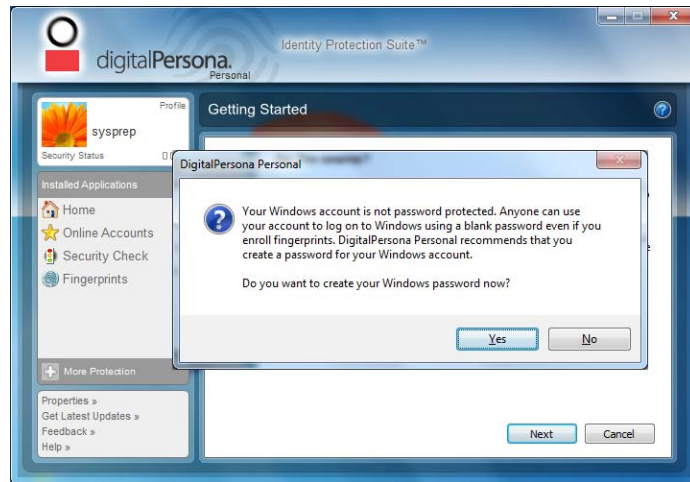 digitalPersona.
Personal
Identity Protection Suite™
Profile
sysprep
Security Status
Installed Applications
Home
Online Accounts
Security Check
Fingerprints
More Protection
Properties »
Get Latest Updates »
Feedback »
Help »
Getting Started
DigitalPersona Personal
Your Windows account is not password protected. Anyone can use
your account to log on to Windows using a blank password even if you
enroll fingerprints. DigitalPersona Personal recommends that you
create a password for your Windows account.
Do you want to create your Windows password now?
Yes
No
Next
Cancel